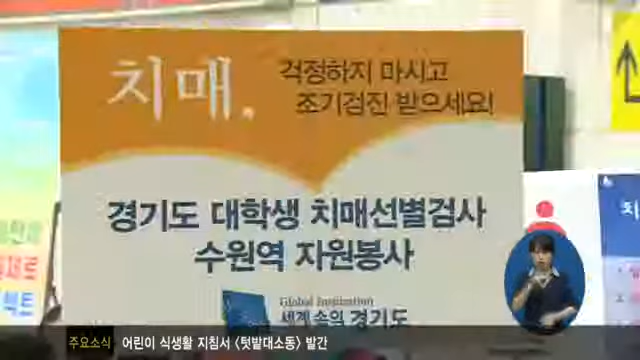 치매,
걱정하지 마시고
조기검진 받으세요!
경기도 대학생 치매선별검사
수원역 자원봉사
Global Inspiration
세계속의 경기도
주요소식 어린이 식생활 지침서 <텃밭대소동> 발간